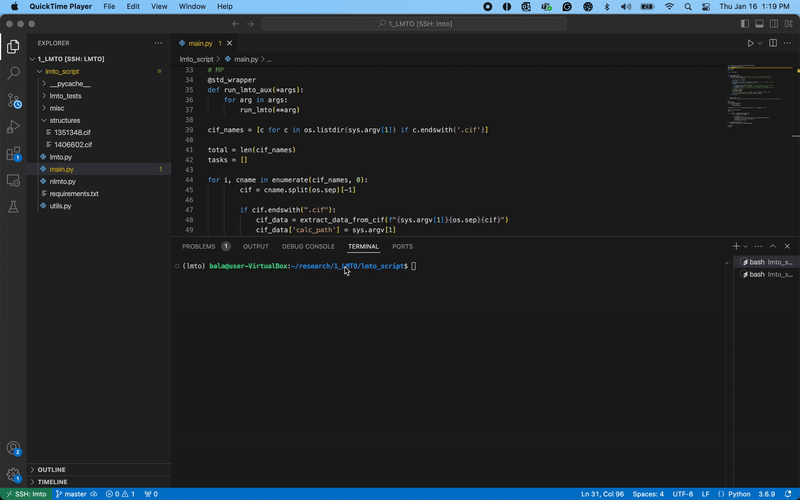 QuickTime Player File Edit View Window Help Thu Jan 16 1:19 PM
1_LMTO [SSH: lmto]
EXPLORER
1_LMTO [SSH: LMTO]
lmto_script
__pycache__
lmto_tests
misc
structures
1351348.cif
1406602.cif
lmto.py
main.py 1
nlmto.py
requirements.txt
utils.py
OUTLINE
TIMELINE
main.py 1
lmto_script > main.py > ...
33 # MP
34 @std_wrapper
35 def run_lmto_aux(*args):
36 for arg in args:
37 run_lmto(**arg)
38
39 cif_names = [c for c in os.listdir(sys.argv[1]) if c.endswith('.cif')]
40
41 total = len(cif_names)
42 tasks = []
43
44 for i, cname in enumerate(cif_names, 0):
45 cif = cname.split(os.sep)[-1]
46
47 if cif.endswith(".cif"):
48 cif_data = extract_data_from_cif(f"{sys.argv[1]}{os.sep}{cif}")
49 cif_data['calc_path'] = sys.argv[1]
PROBLEMS 1 OUTPUT DEBUG CONSOLE TERMINAL PORTS
(lmto) bala@user-VirtualBox:~/research/1_LMTO/lmto_script$
bash lmto_s...
bash lmto_s...
SSH: lmto master 0 1 0 Ln 31, Col 96 Spaces: 4 UTF-8 LF Python 3.6.9